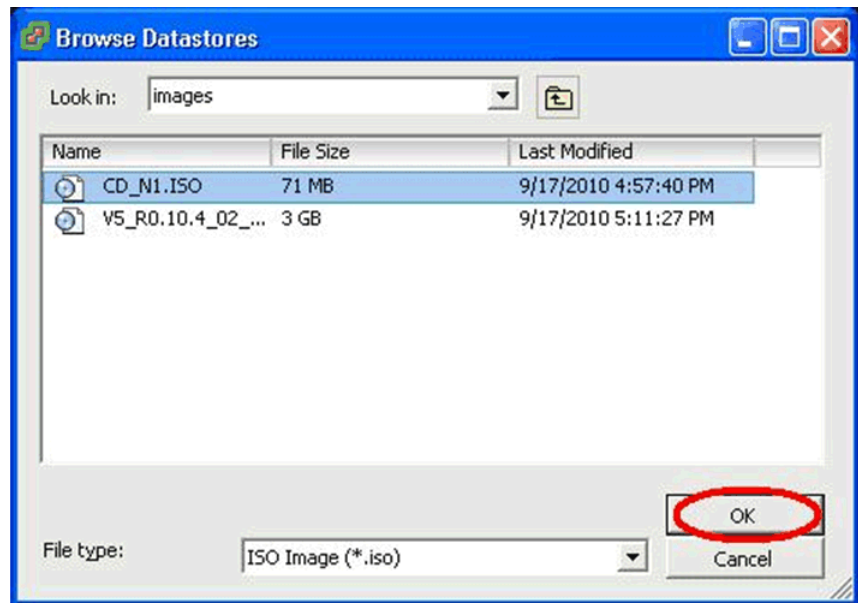 Browse Datastores
Look in: images
Name File Size Last Modified
CD_N1.ISO 71 MB 9/17/2010 4:57:40 PM
V5_R0.10.4_02_... 3 GB 9/17/2010 5:11:27 PM
OK
File type: ISO Image (*.iso) Cancel